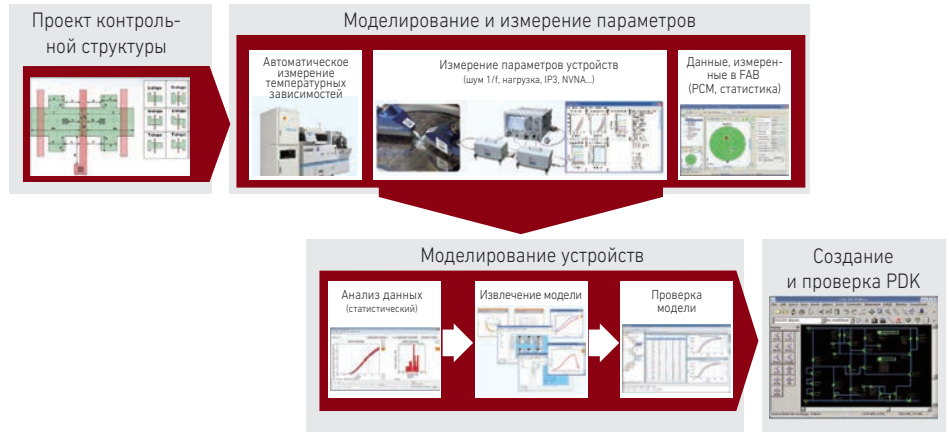 Проект контроль-
ной структуры
Моделирование и измерение параметров
Автоматическое
измерение
температурных
зависимостей
Измерение параметров устройств
(шум 1/f, нагрузка, IP3, NVNA...)
Данные, измерен-
ные в FAB
(PCM, статистика)
Моделирование устройств
Анализ данных
(статистический)
Извлечение модели
Проверка
модели
Создание
и проверка PDK